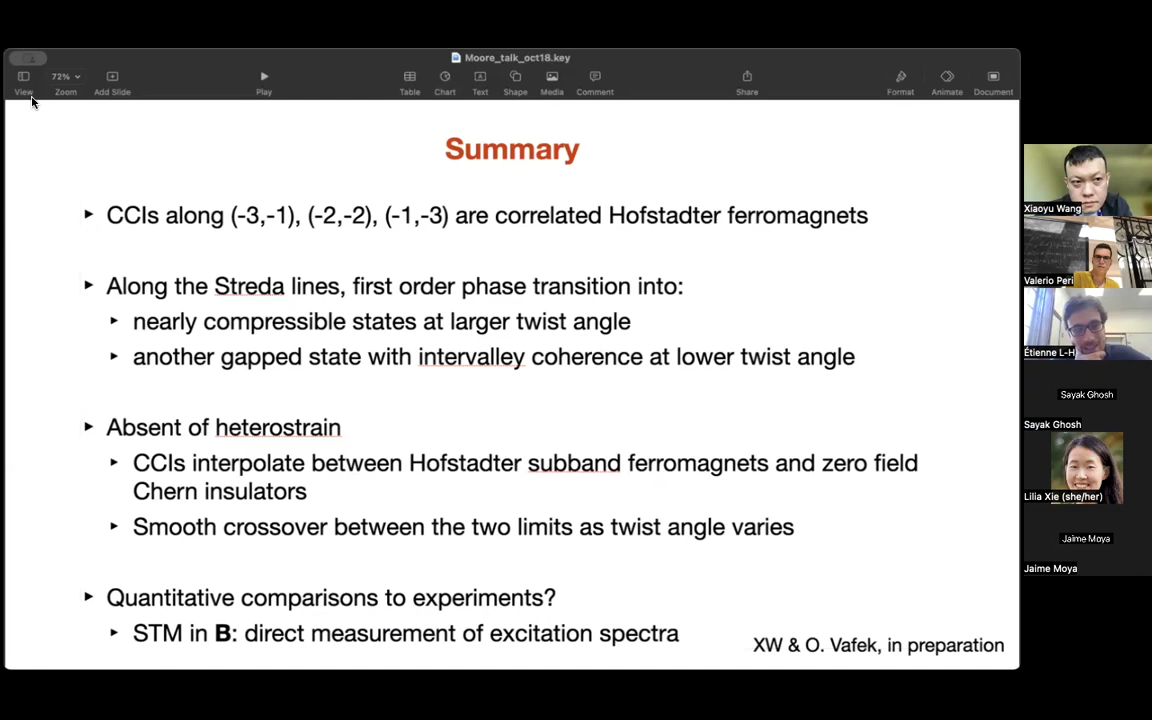 Moore_talk_oct18.key
72%
View Zoom Add Slide Play Table Chart Text Shape Media Comment Share Format Animate Document
Summary
‣ CCIs along (-3,-1), (-2,-2), (-1,-3) are correlated Hofstadter ferromagnets
‣ Along the Streda lines, first order phase transition into:
‣ nearly compressible states at larger twist angle
‣ another gapped state with intervalley coherence at lower twist angle
‣ Absent of heterostrain
‣ CCIs interpolate between Hofstadter subband ferromagnets and zero field
Chern insulators
‣ Smooth crossover between the two limits as twist angle varies
‣ Quantitative comparisons to experiments?
‣ STM in B: direct measurement of excitation spectra
XW & O. Vafek, in preparation
Xiaoyu Wang
Valerio Peri
Étienne L-H
Sayak Ghosh
Sayak Ghosh
Lilia Xie (she/her)
Jaime Moya
Jaime Moya